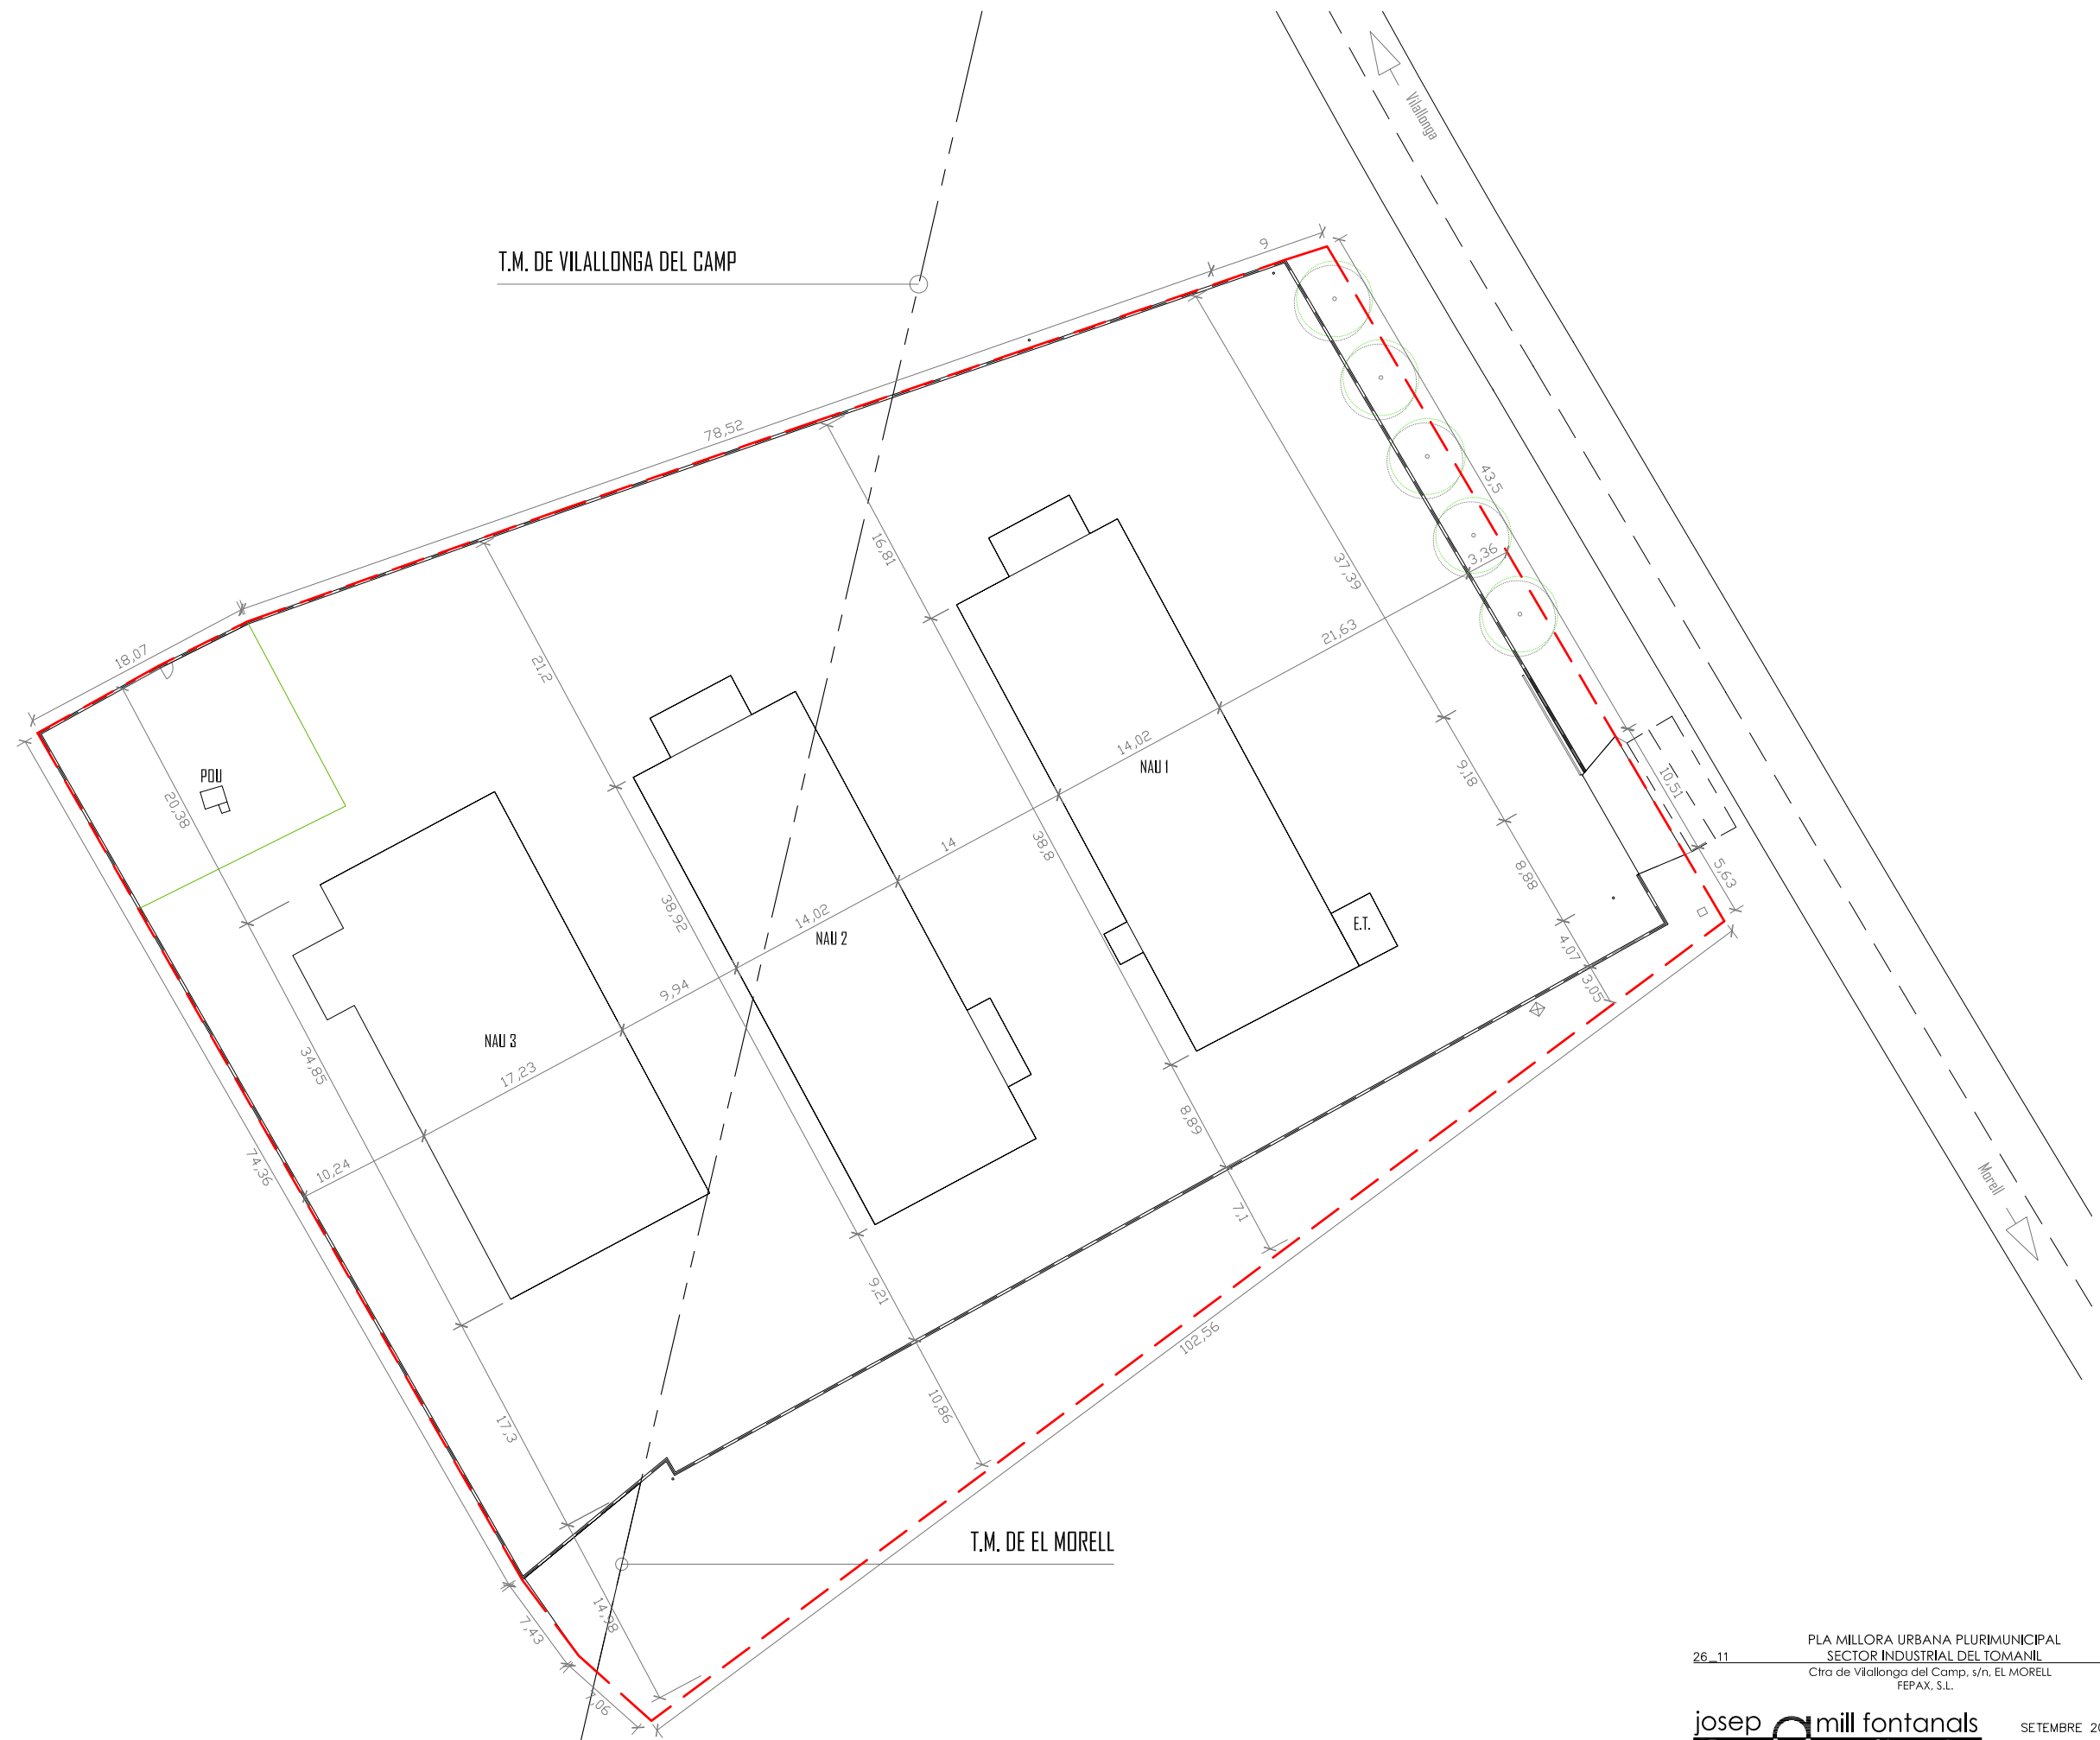 Vilallonga
T.M. DE VILALLONGA DEL CAMP
9
78,52
43,5
16,81
37,39
3,36
18,07
21,2
21,63
14,02
NAU 1
POU
20,38
9,18
10,51
38,8
14
5,63
8,88
38,92
14,02
NAU 2
E.T.
4,07
3,05
9,94
NAU 3
34,85
17,23
8,89
74,36
10,24
Morell
7,1
9,21
102,56
10,86
17,3
T.M. DE EL MORELL
14,98
7,43
7,06
PLA MILLORA URBANA PLURIMUNICIPAL
26_11 SECTOR INDUSTRIAL DEL TOMANIL
Ctra de Vilallonga del Camp, s/n, EL MORELL
FEPAX, S.L.
josep a mill fontanals
SETEMBRE 20